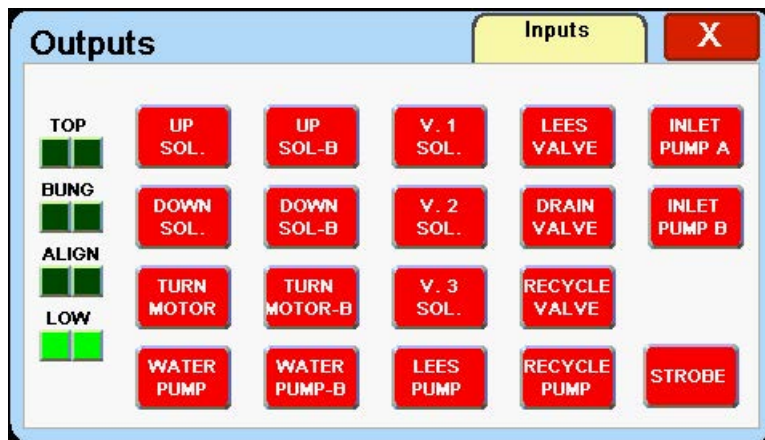 Outputs
Inputs
X
TOP
BUNG
ALIGN
LOW
UP
SOL.
UP
SOL-B
V. 1
SOL.
LEES
VALVE
INLET
PUMP A
DOWN
SOL.
DOWN
SOL-B
V. 2
SOL.
DRAIN
VALVE
INLET
PUMP B
TURN
MOTOR
TURN
MOTOR-B
V. 3
SOL.
RECYCLE
VALVE
WATER
PUMP
WATER
PUMP-B
LEES
PUMP
RECYCLE
PUMP
STROBE